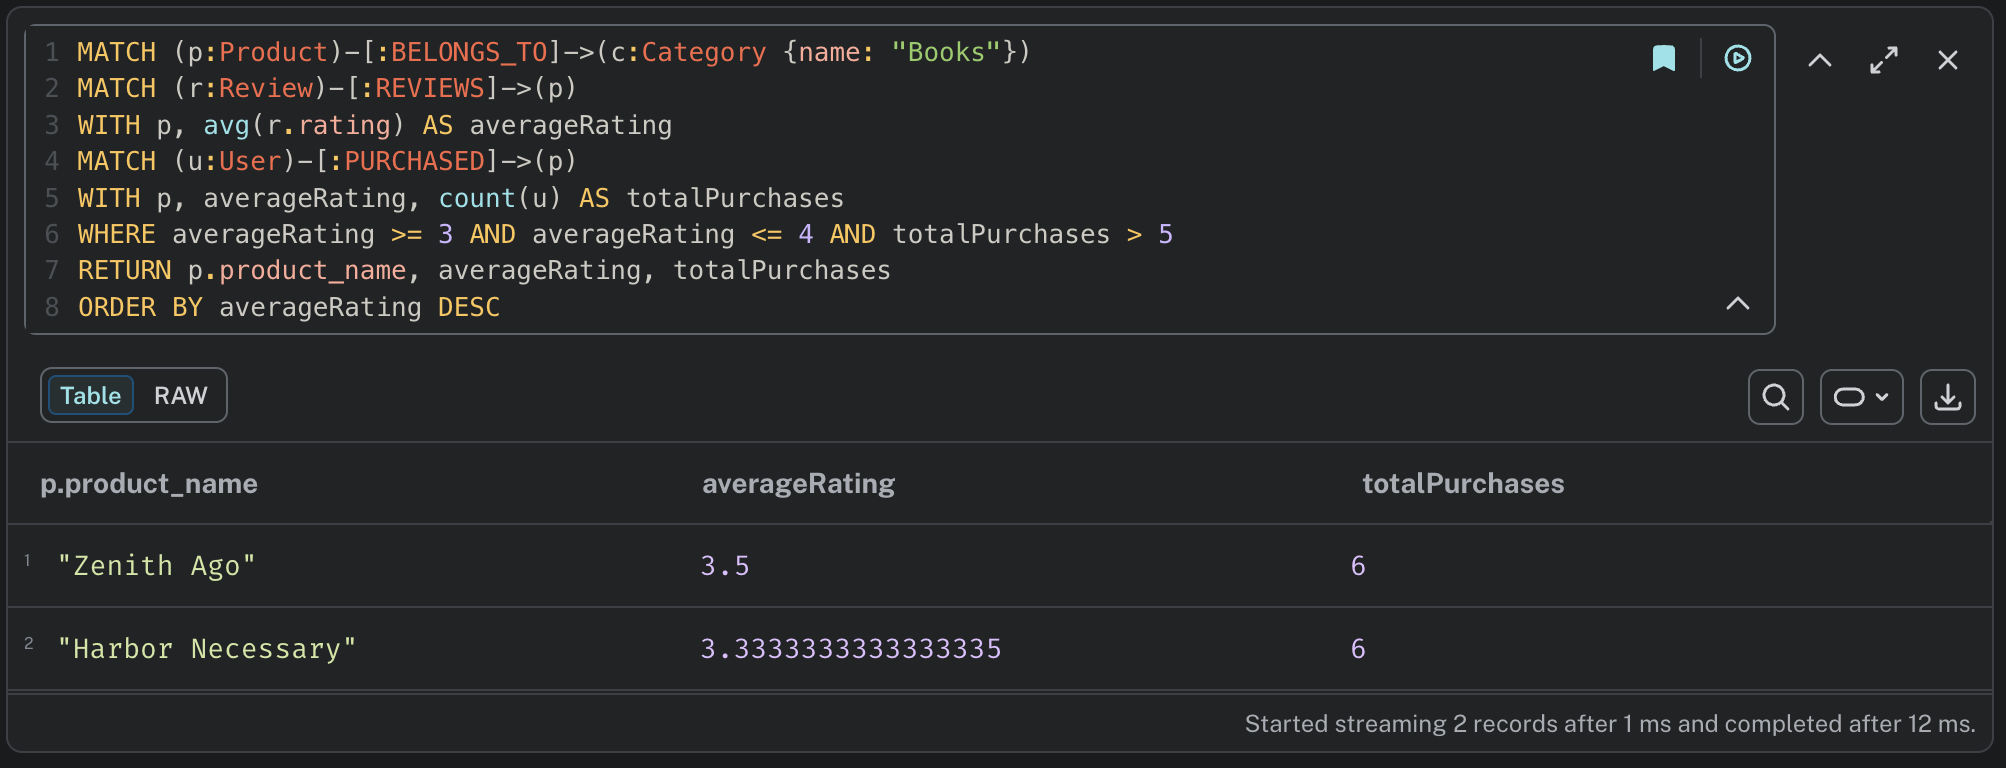 1 MATCH (p:Product)-[:BELONGS_TO]->(c:Category {name: "Books"})
2 MATCH (r:Review)-[:REVIEWS]->(p)
3 WITH p, avg(r.rating) AS averageRating
4 MATCH (u:User)-[:PURCHASED]->(p)
5 WITH p, averageRating, count(u) AS totalPurchases
6 WHERE averageRating >= 3 AND averageRating <= 4 AND totalPurchases > 5
7 RETURN p.product_name, averageRating, totalPurchases
8 ORDER BY averageRating DESC
Table RAW
p.product_name averageRating totalPurchases
1 "Zenith Ago" 3.5 6
2 "Harbor Necessary" 3.3333333333333335 6
Started streaming 2 records after 1 ms and completed after 12 ms.